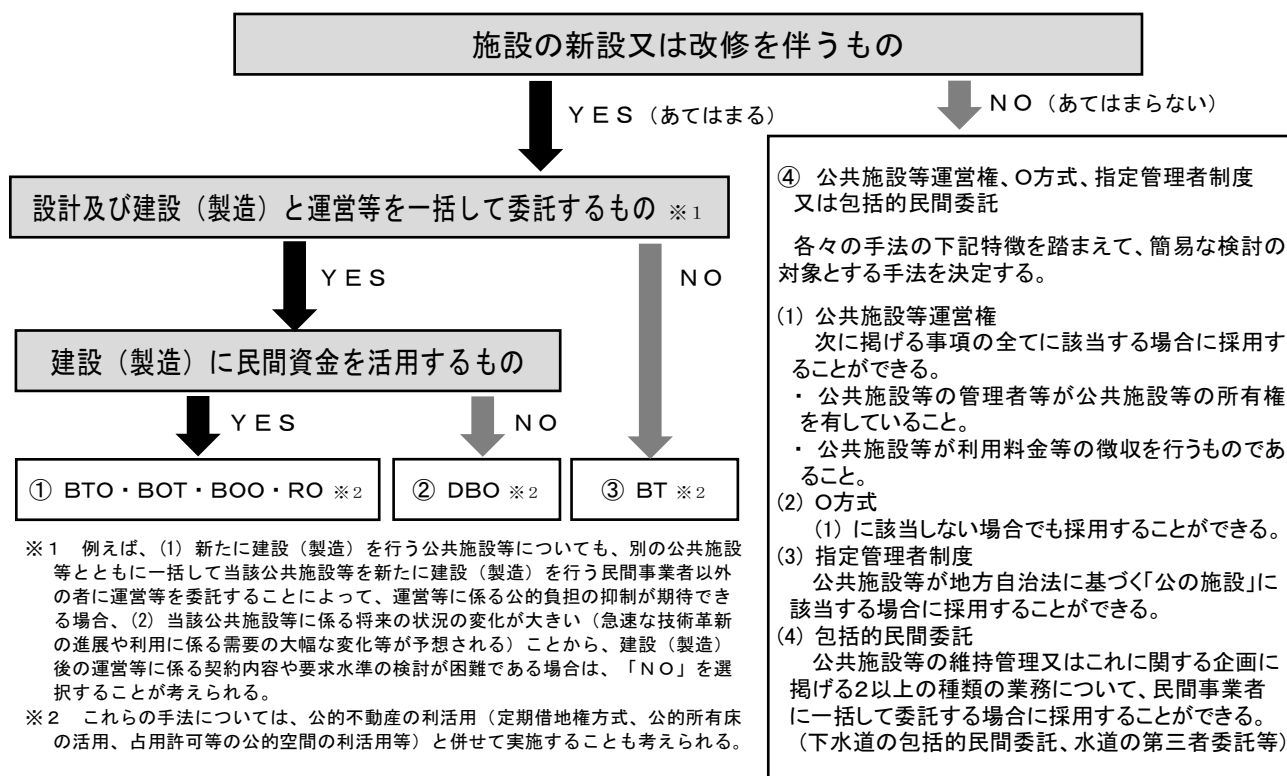 施設の新設又は改修を伴うもの
ＹＥＳ（あてはまる）
ＮＯ（あてはまらない）
設計及び建設（製造）と運営等を一括して委託するもの ※1
ＹＥＳ
ＮＯ
建設（製造）に民間資金を活用するもの
ＹＥＳ
ＮＯ
① BTO・BOT・BOO・RO ※2
② DBO ※2
③ BT ※2
※1　例えば、(1) 新たに建設（製造）を行う公共施設等についても、別の公共施設
等とともに一括して当該公共施設等を新たに建設（製造）を行う民間事業者以外
の者に運営等を委託することによって、運営等に係る公的負担の抑制が期待でき
る場合、(2) 当該公共施設等に係る将来の状況の変化が大きい（急速な技術革新
の進展や利用に係る需要の大幅な変化等が予想される）ことから、建設（製造）
後の運営等に係る契約内容や要求水準の検討が困難である場合は、「ＮＯ」を選
択することが考えられる。
※2　これらの手法については、公的不動産の利活用（定期借地権方式、公的所有床
の活用、占用許可等の公的空間の利活用等）と併せて実施することも考えられる。
④ 公共施設等運営権、O方式、指定管理者制度
又は包括的民間委託
各々の手法の下記特徴を踏まえて、簡易な検討の
対象とする手法を決定する。
(1) 公共施設等運営権
次に掲げる事項の全てに該当する場合に採用す
ることができる。
・ 公共施設等の管理者等が公共施設等の所有権
を有していること。
・ 公共施設等が利用料金等の徴収を行うものであ
ること。
(2) O方式
(1) に該当しない場合でも採用することができる。
(3) 指定管理者制度
公共施設等が地方自治法に基づく「公の施設」に
該当する場合に採用することができる。
(4) 包括的民間委託
公共施設等の維持管理又はこれに関する企画に
掲げる2以上の種類の業務について、民間事業者
に一括して委託する場合に採用することができる。
（下水道の包括的民間委託、水道の第三者委託等）